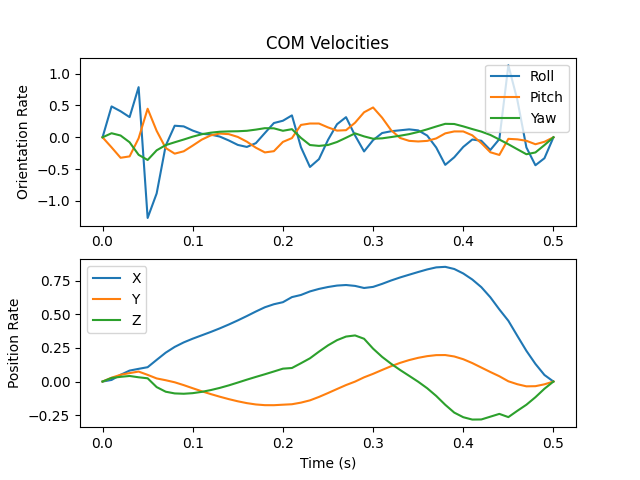 COM Velocities
Orientation Rate
1.0
0.5
0.0
−0.5
−1.0
Roll
Pitch
Yaw
0.0 0.1 0.2 0.3 0.4 0.5
Position Rate
0.75
0.50
0.25
0.00
−0.25
X
Y
Z
0.0 0.1 0.2 0.3 0.4 0.5
Time (s)